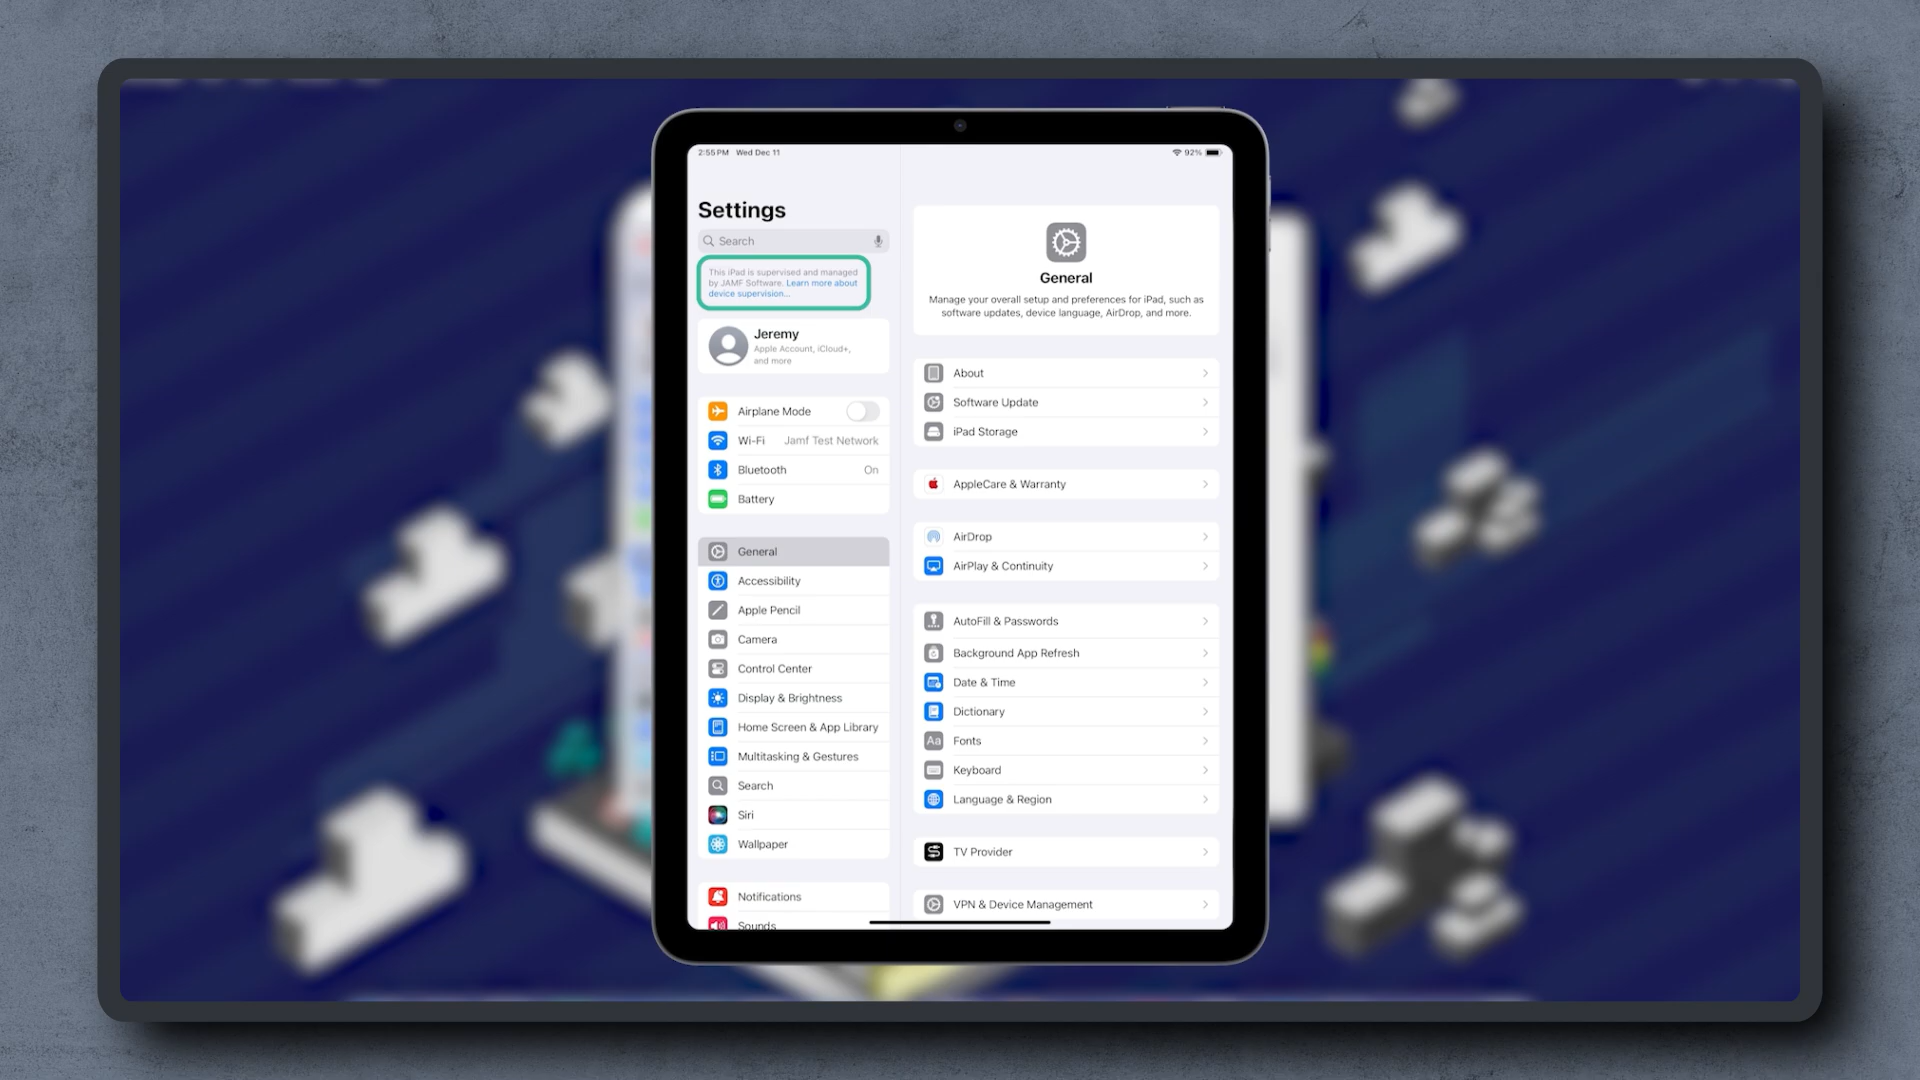 2:55 PM Wed Dec 11
92%
Settings
Search
This iPad is supervised and managed
by JAMF Software. Learn more about
device supervision...
Jeremy
Apple Account, iCloud+,
and more
Airplane Mode
Wi-Fi Jamf Test Network
Bluetooth On
Battery
General
Accessibility
Apple Pencil
Camera
Control Center
Display & Brightness
Home Screen & App Library
Multitasking & Gestures
Search
Siri
Wallpaper
Notifications
Sounds
General
Manage your overall setup and preferences for iPad, such as
software updates, device language, AirDrop, and more.
About
Software Update
iPad Storage
AppleCare & Warranty
AirDrop
AirPlay & Continuity
AutoFill & Passwords
Background App Refresh
Date & Time
Dictionary
Aa Fonts
Keyboard
Language & Region
TV Provider
VPN & Device Management